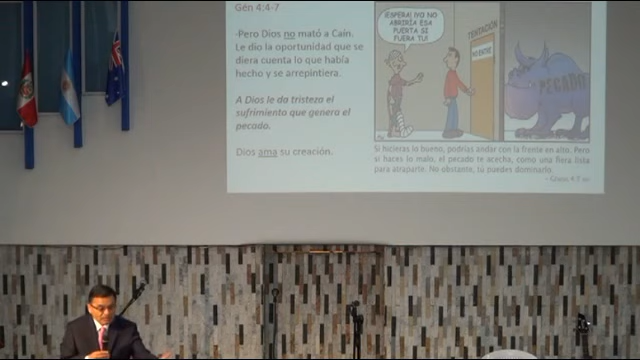 Gén 4:4-7
-Pero Dios no mató a Caín.
Le dio la oportunidad que se
diera cuenta lo que había
hecho y se arrepintiera.
A Dios le da tristeza el
sufrimiento que genera el
pecado.
Dios ama su creación.
¡ESPERA! ¡YO NO
ABRIRÍA ESA
PUERTA SI
FUERA TU!
TENTACIÓN
NO ENTRE
PECADO
Si hicieras lo bueno, podrías andar con la frente en alto. Pero
si haces lo malo, el pecado te acecha, como una fiera lista
para atraparte. No obstante, tú puedes dominarlo.